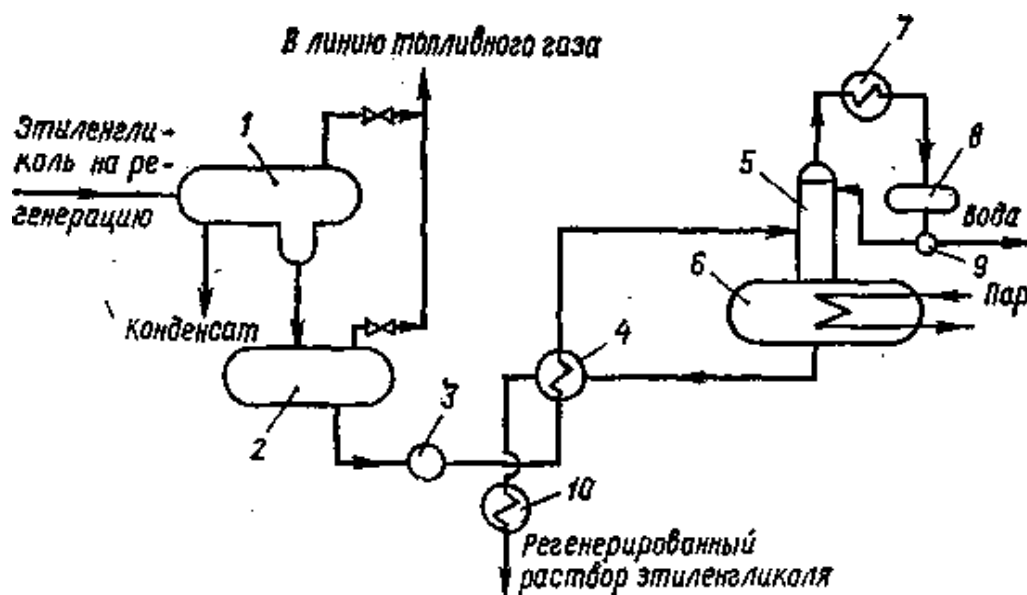 В линию топливного газа
7
Этиленгли-
коль на ре-
генерацию
1
5
8
Вода
9
6
Пар
Конденсат
4
2
3
10
Регенерированный
раствор этиленгликоля